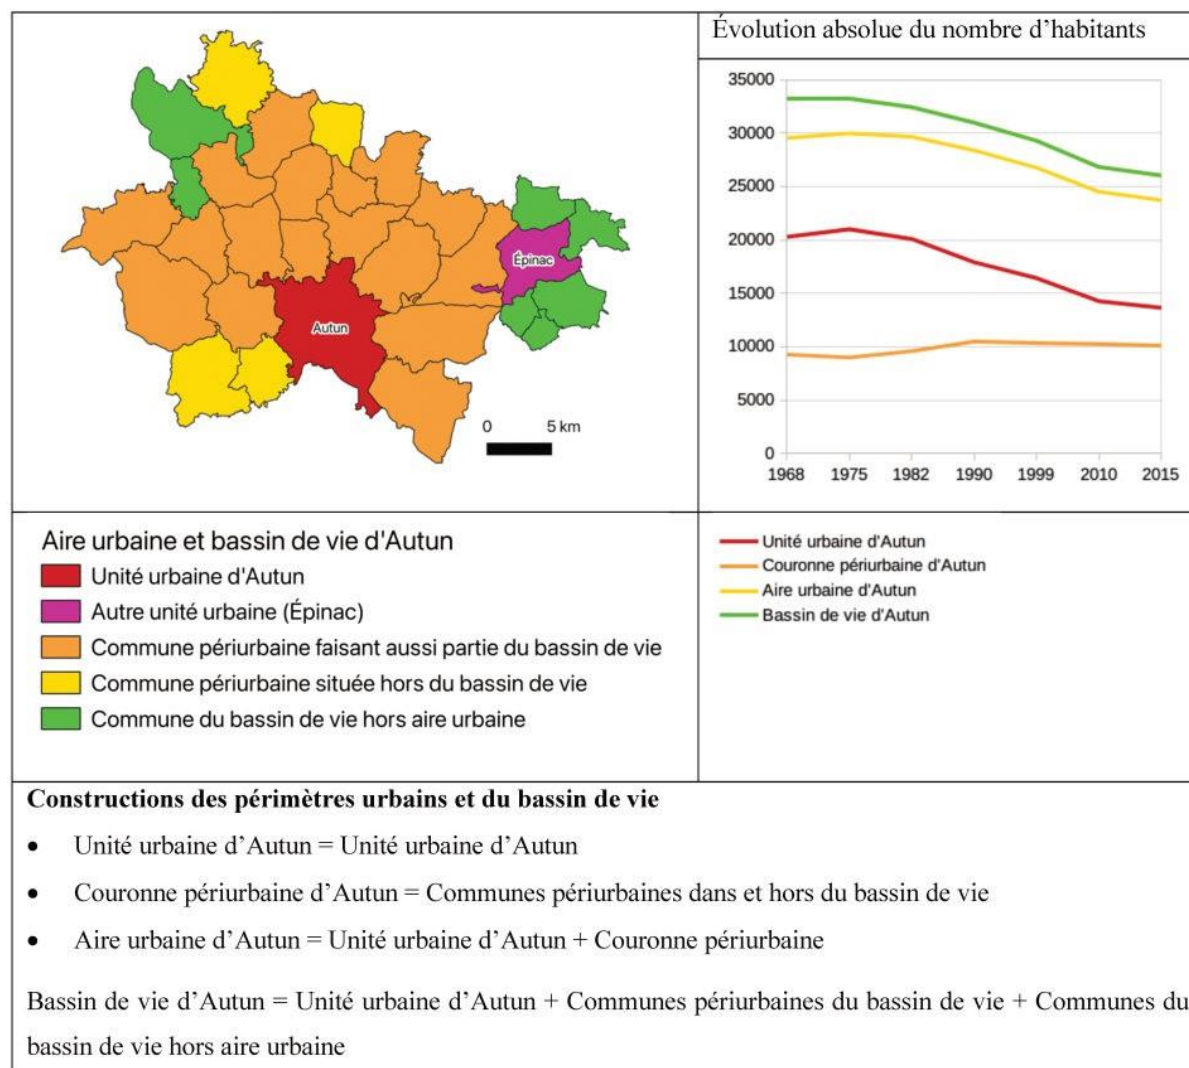 Évolution absolue du nombre d'habitants
Épinac
Autun
0 5 km
35000
30000
25000
20000
15000
10000
5000
0
1968 1975 1982 1990 1999 2010 2015
Aire urbaine et bassin de vie d'Autun
Unité urbaine d'Autun
Autre unité urbaine (Épinac)
Commune périurbaine faisant aussi partie du bassin de vie
Commune périurbaine située hors du bassin de vie
Commune du bassin de vie hors aire urbaine
Unité urbaine d'Autun
Couronne périurbaine d'Autun
Aire urbaine d'Autun
Bassin de vie d'Autun
Constructions des périmètres urbains et du bassin de vie
• Unité urbaine d'Autun = Unité urbaine d'Autun
• Couronne périurbaine d'Autun = Communes périurbaines dans et hors du bassin de vie
• Aire urbaine d'Autun = Unité urbaine d'Autun + Couronne périurbaine
Bassin de vie d'Autun = Unité urbaine d'Autun + Communes périurbaines du bassin de vie + Communes du
bassin de vie hors aire urbaine